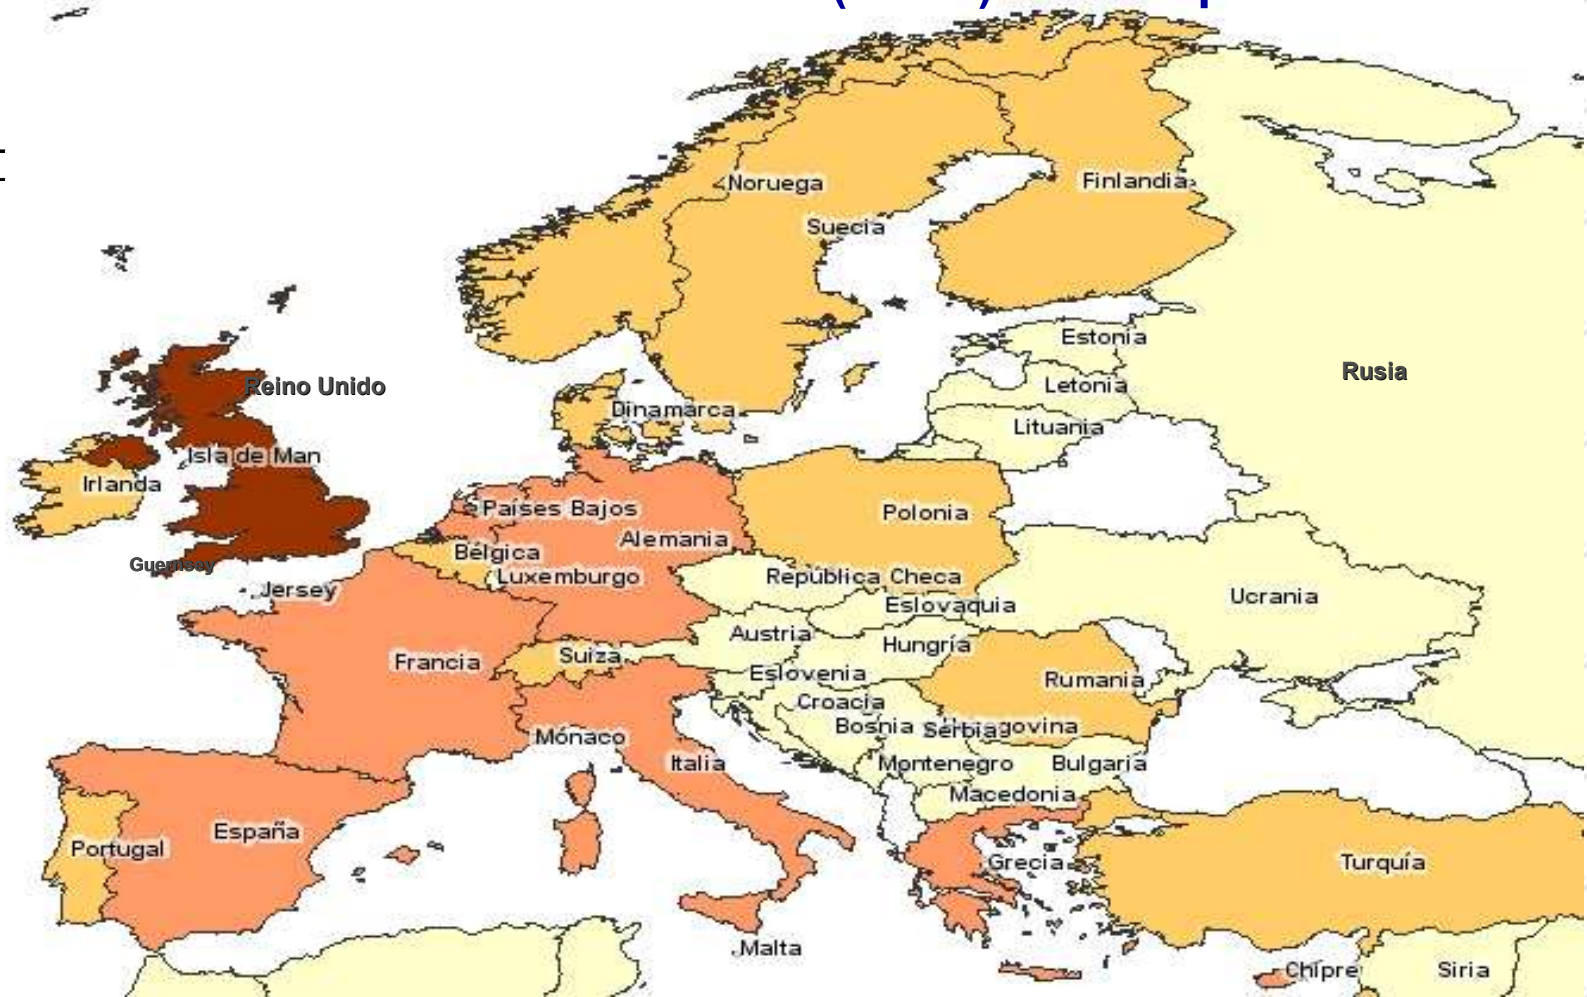 Noruega
Finlandia
Suecia
Estonia
Rusia
Reino Unido
Letonia
Dinamarca
Lituania
Isla de Man
Irlanda
Países Bajos
Polonia
Alemania
Bélgica
Guernsey
Luxemburgo
República Checa
Jersey
Ucrania
Eslovaquia
Austria
Hungría
Suiza
Francia
Eslovenia
Rumania
Croacia
Bosnia
Serbia
govina
Mónaco
Italia
Montenegro
Bulgaria
Macedonia
España
Portugal
Grecia
Turquía
Malta
Chipre
Siria